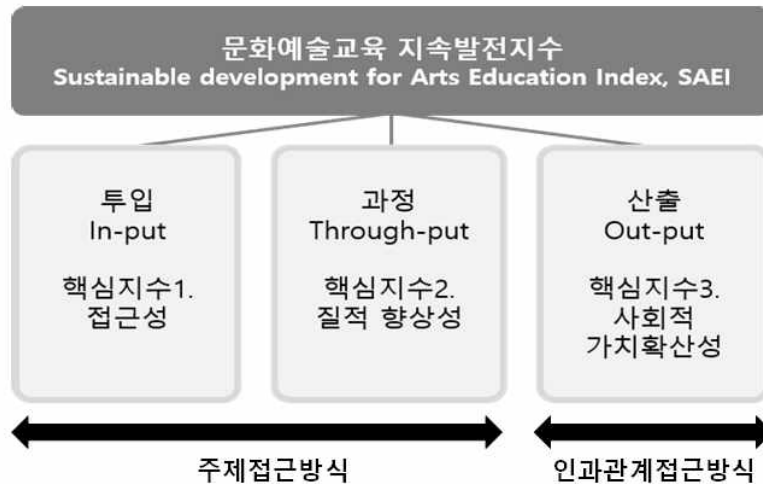 문화예술교육 지속발전지수
Sustainable development for Arts Education Index, SAEI
투입
In-put
핵심지수1.
접근성
과정
Through-put
핵심지수2.
질적 향상성
산출
Out-put
핵심지수3.
사회적
가치확산성
주제접근방식
인과관계접근방식